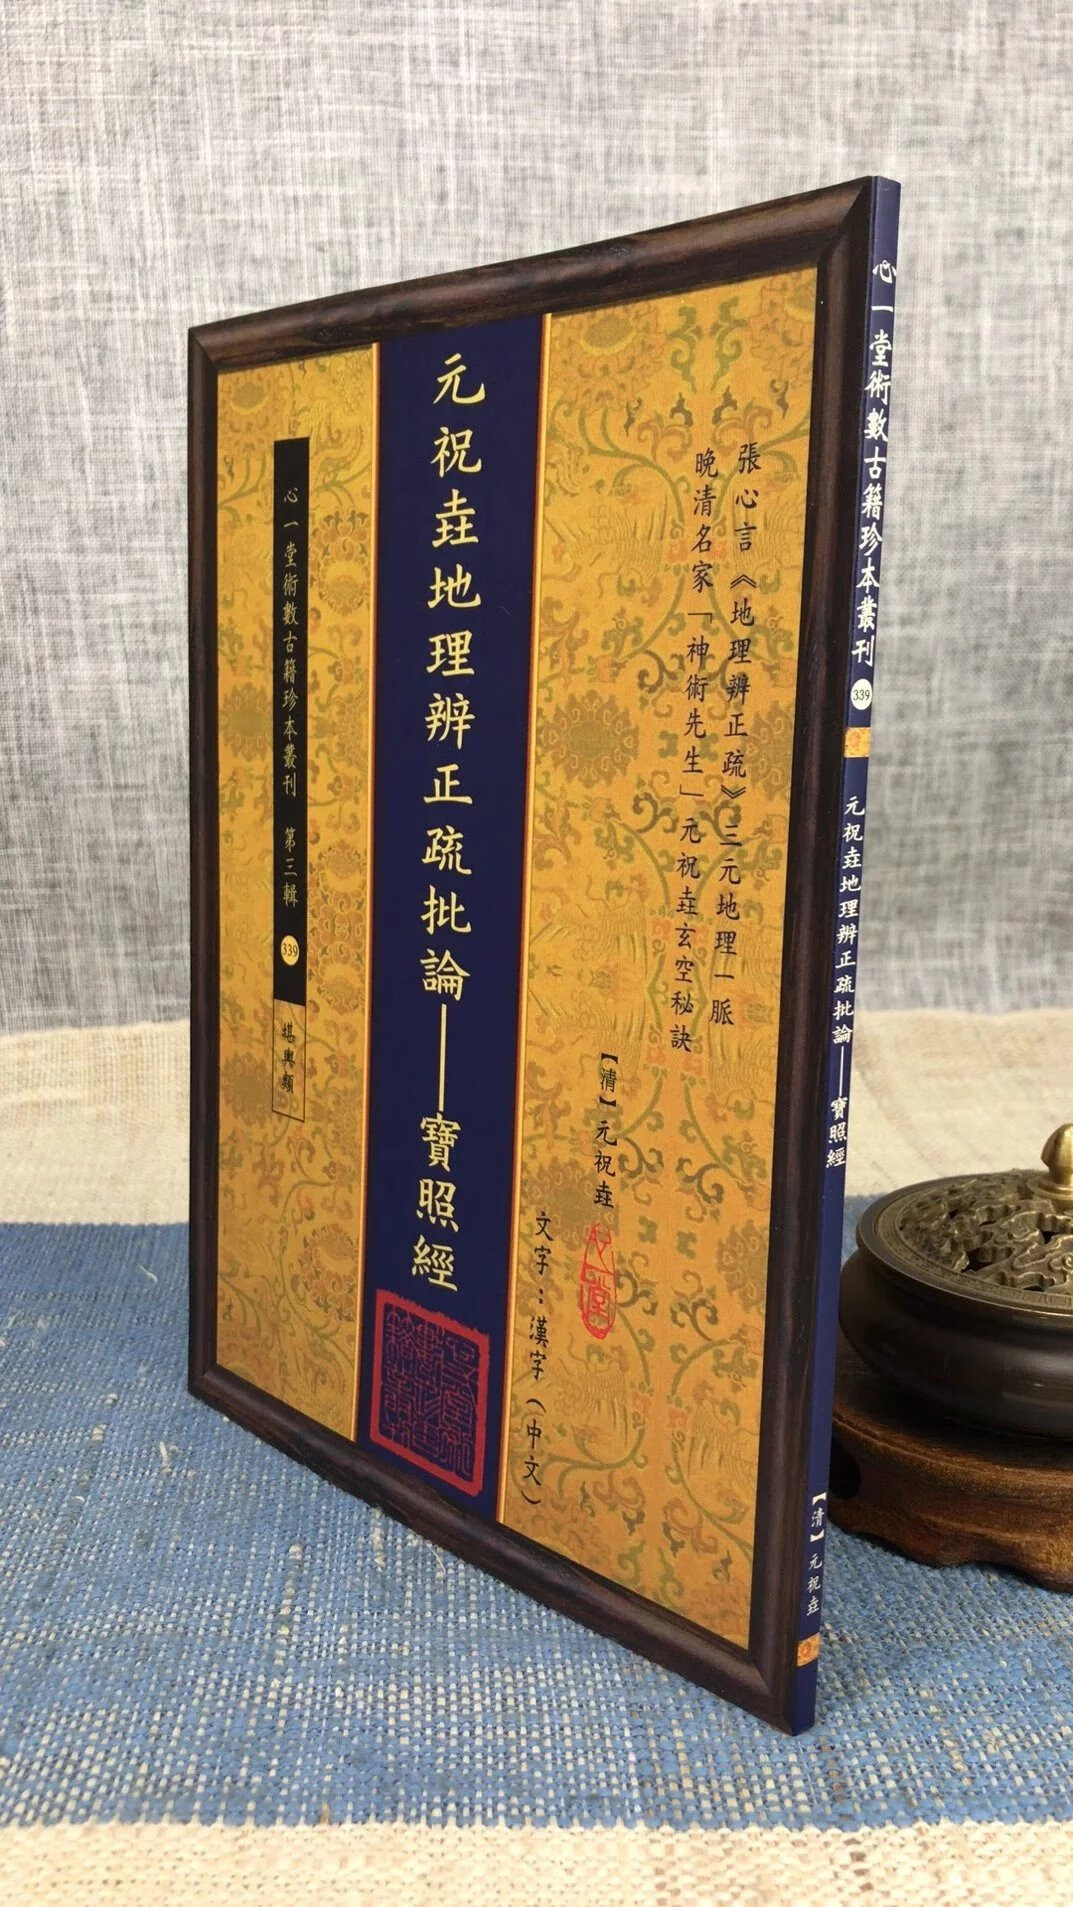 張心言《地理辨正疏》三元地理一脈
晚清名家「神術先生」元祝垚玄空秘訣
【清】元祝垚
文字：漢字（中文）
元祝垚地理辨正疏批論——寶照經
心一堂術數古籍珍本叢刊 第三輯 339 堪輿類
心一堂術數古籍珍本叢刊 339
元祝垚地理辨正疏批論——寶照經
【清】元祝垚